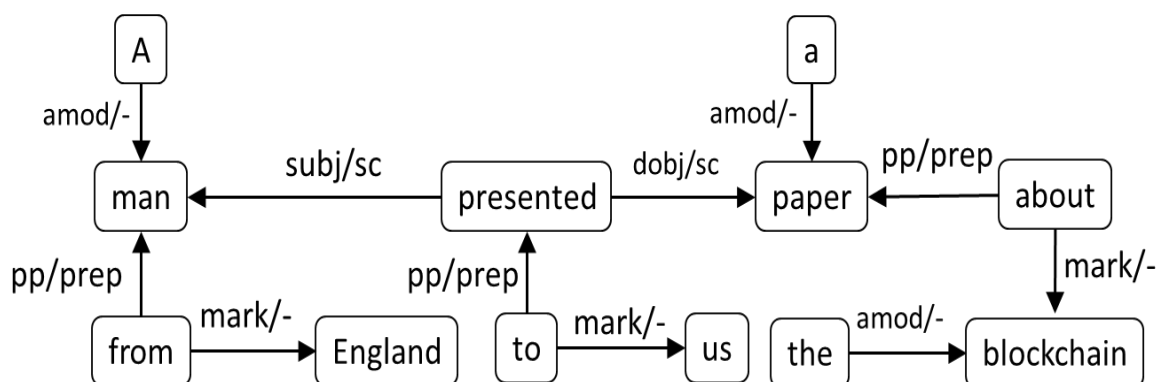 A a
amod/- amod/-
subj/sc dobj/sc pp/prep
man presented paper about
pp/prep pp/prep mark/-
mark/- mark/- amod/-
from England to us the blockchain